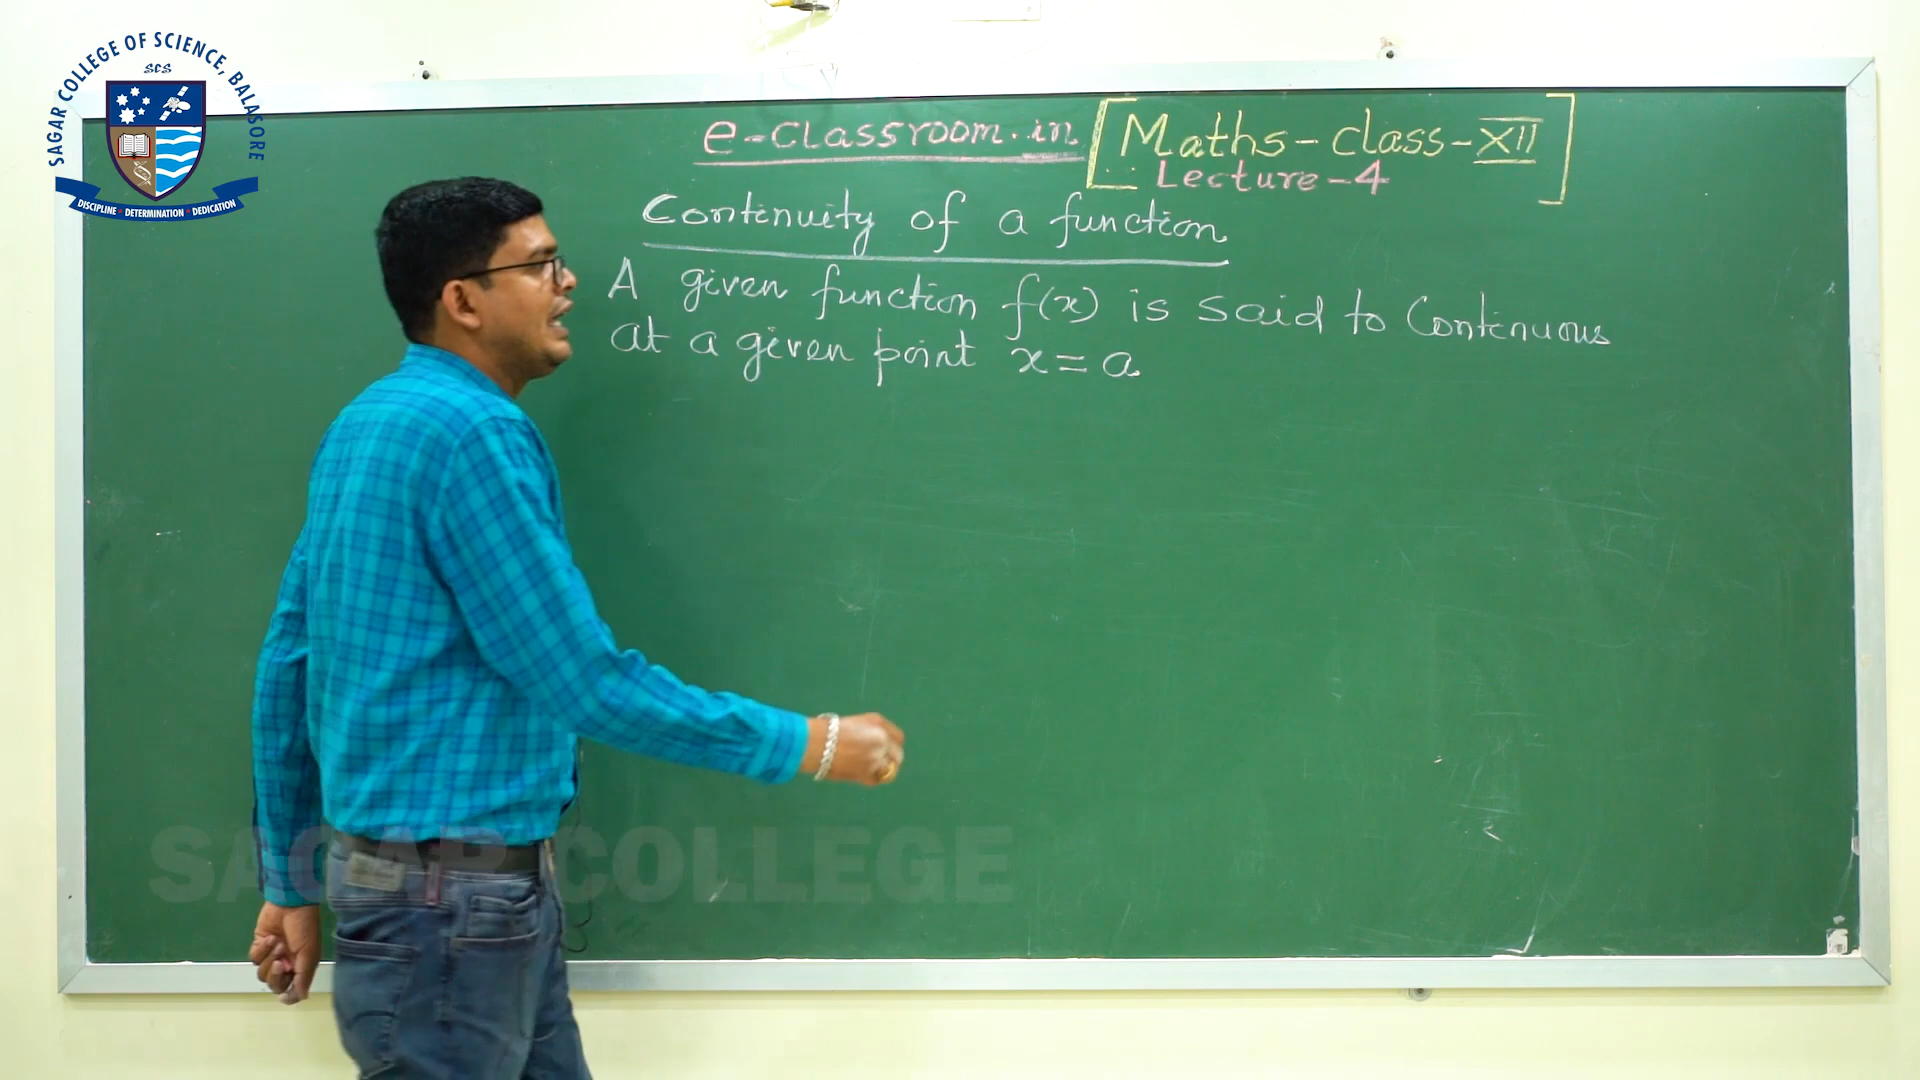 SAGAR COLLEGE OF SCIENCE, BALASORE
SCS
DISCIPLINE • DETERMINATION • DEDICATION
e-classroom.in [Maths-class-XII
Lecture-4]
Continuity of a function
A given function f(x) is said to Continuous
at a given point x = a
SAGAR COLLEGE